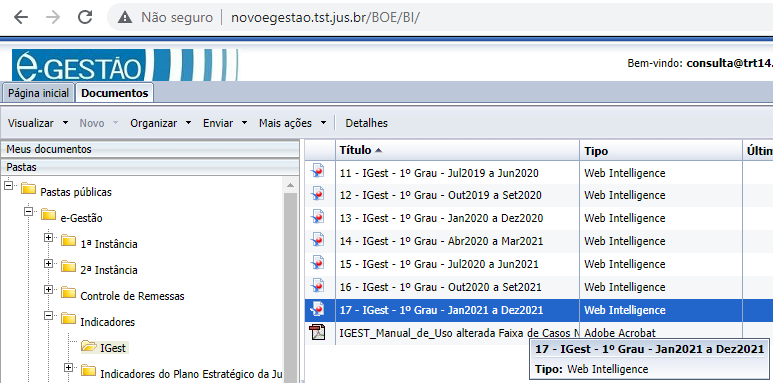 Não seguro | novoegestao.tst.jus.br/BOE/BI/
é-GESTÃO
Bem-vindo: consulta@trt14.
Página inicial Documentos
Visualizar Novo Organizar Enviar Mais ações Detalhes
Meus documentos
Pastas
Pastas públicas
e-Gestão
1ª Instância
2ª Instância
Controle de Remessas
Indicadores
IGest
Indicadores do Plano Estratégico da Ju
Título Tipo Últim
11 - IGest - 1º Grau - Jul2019 a Jun2020 Web Intelligence
12 - IGest - 1º Grau - Out2019 a Set2020 Web Intelligence
13 - IGest - 1º Grau - Jan2020 a Dez2020 Web Intelligence
14 - IGest - 1º Grau - Abr2020 a Mar2021 Web Intelligence
15 - IGest - 1º Grau - Jul2020 a Jun2021 Web Intelligence
16 - IGest - 1º Grau - Out2020 a Set2021 Web Intelligence
17 - IGest - 1º Grau - Jan2021 a Dez2021 Web Intelligence
IGEST_Manual_de_Uso alterada Faixa de Casos N Adobe Acrobat
17 - IGest - 1º Grau - Jan2021 a Dez2021
Tipo: Web Intelligence